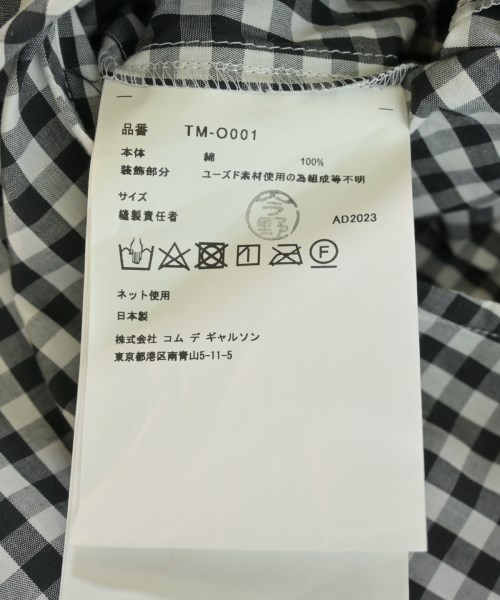 品番 TM-O001
本体 綿 100%
装飾部分 ユーズド素材使用の為組成等不明
サイズ
縫製責任者 今野 AD2023
F
ネット使用
日本製
株式会社 コム デ ギャルソン
東京都港区南青山5-11-5